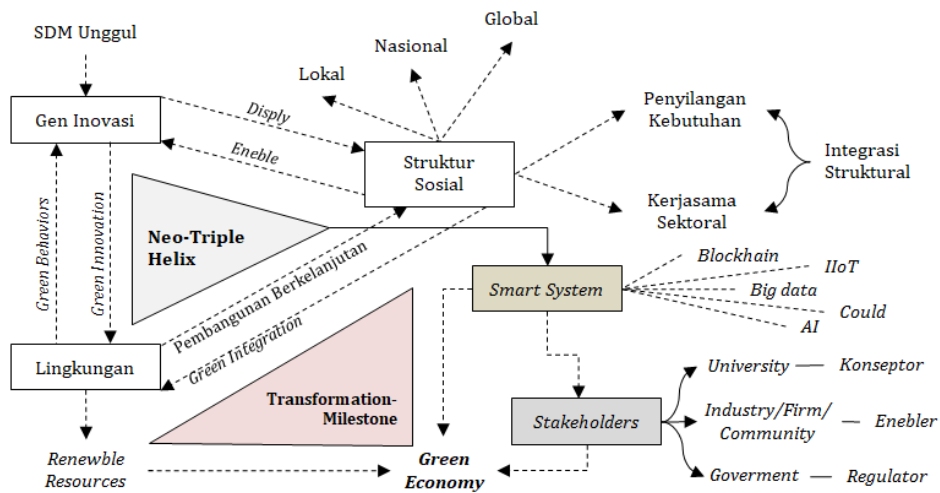 SDM Unggul
Global
Nasional
Lokal
Gen Inovasi
Disply
Eneble
Struktur
Sosial
Penyilangan
Kebutuhan
Integrasi
Struktural
Kerjasama
Sektoral
Green Behaviors
Green Innovation
Neo-Triple
Helix
Pembangunan Berkelanjutan
Green Integration
Smart System
Blockhain
IIoT
Big data
Could
AI
Lingkungan
Transformation-
Milestone
Stakeholders
University
Konseptor
Industry/Firm/
Community
Enebler
Goverment
Regulator
Renewble
Resources
Green
Economy